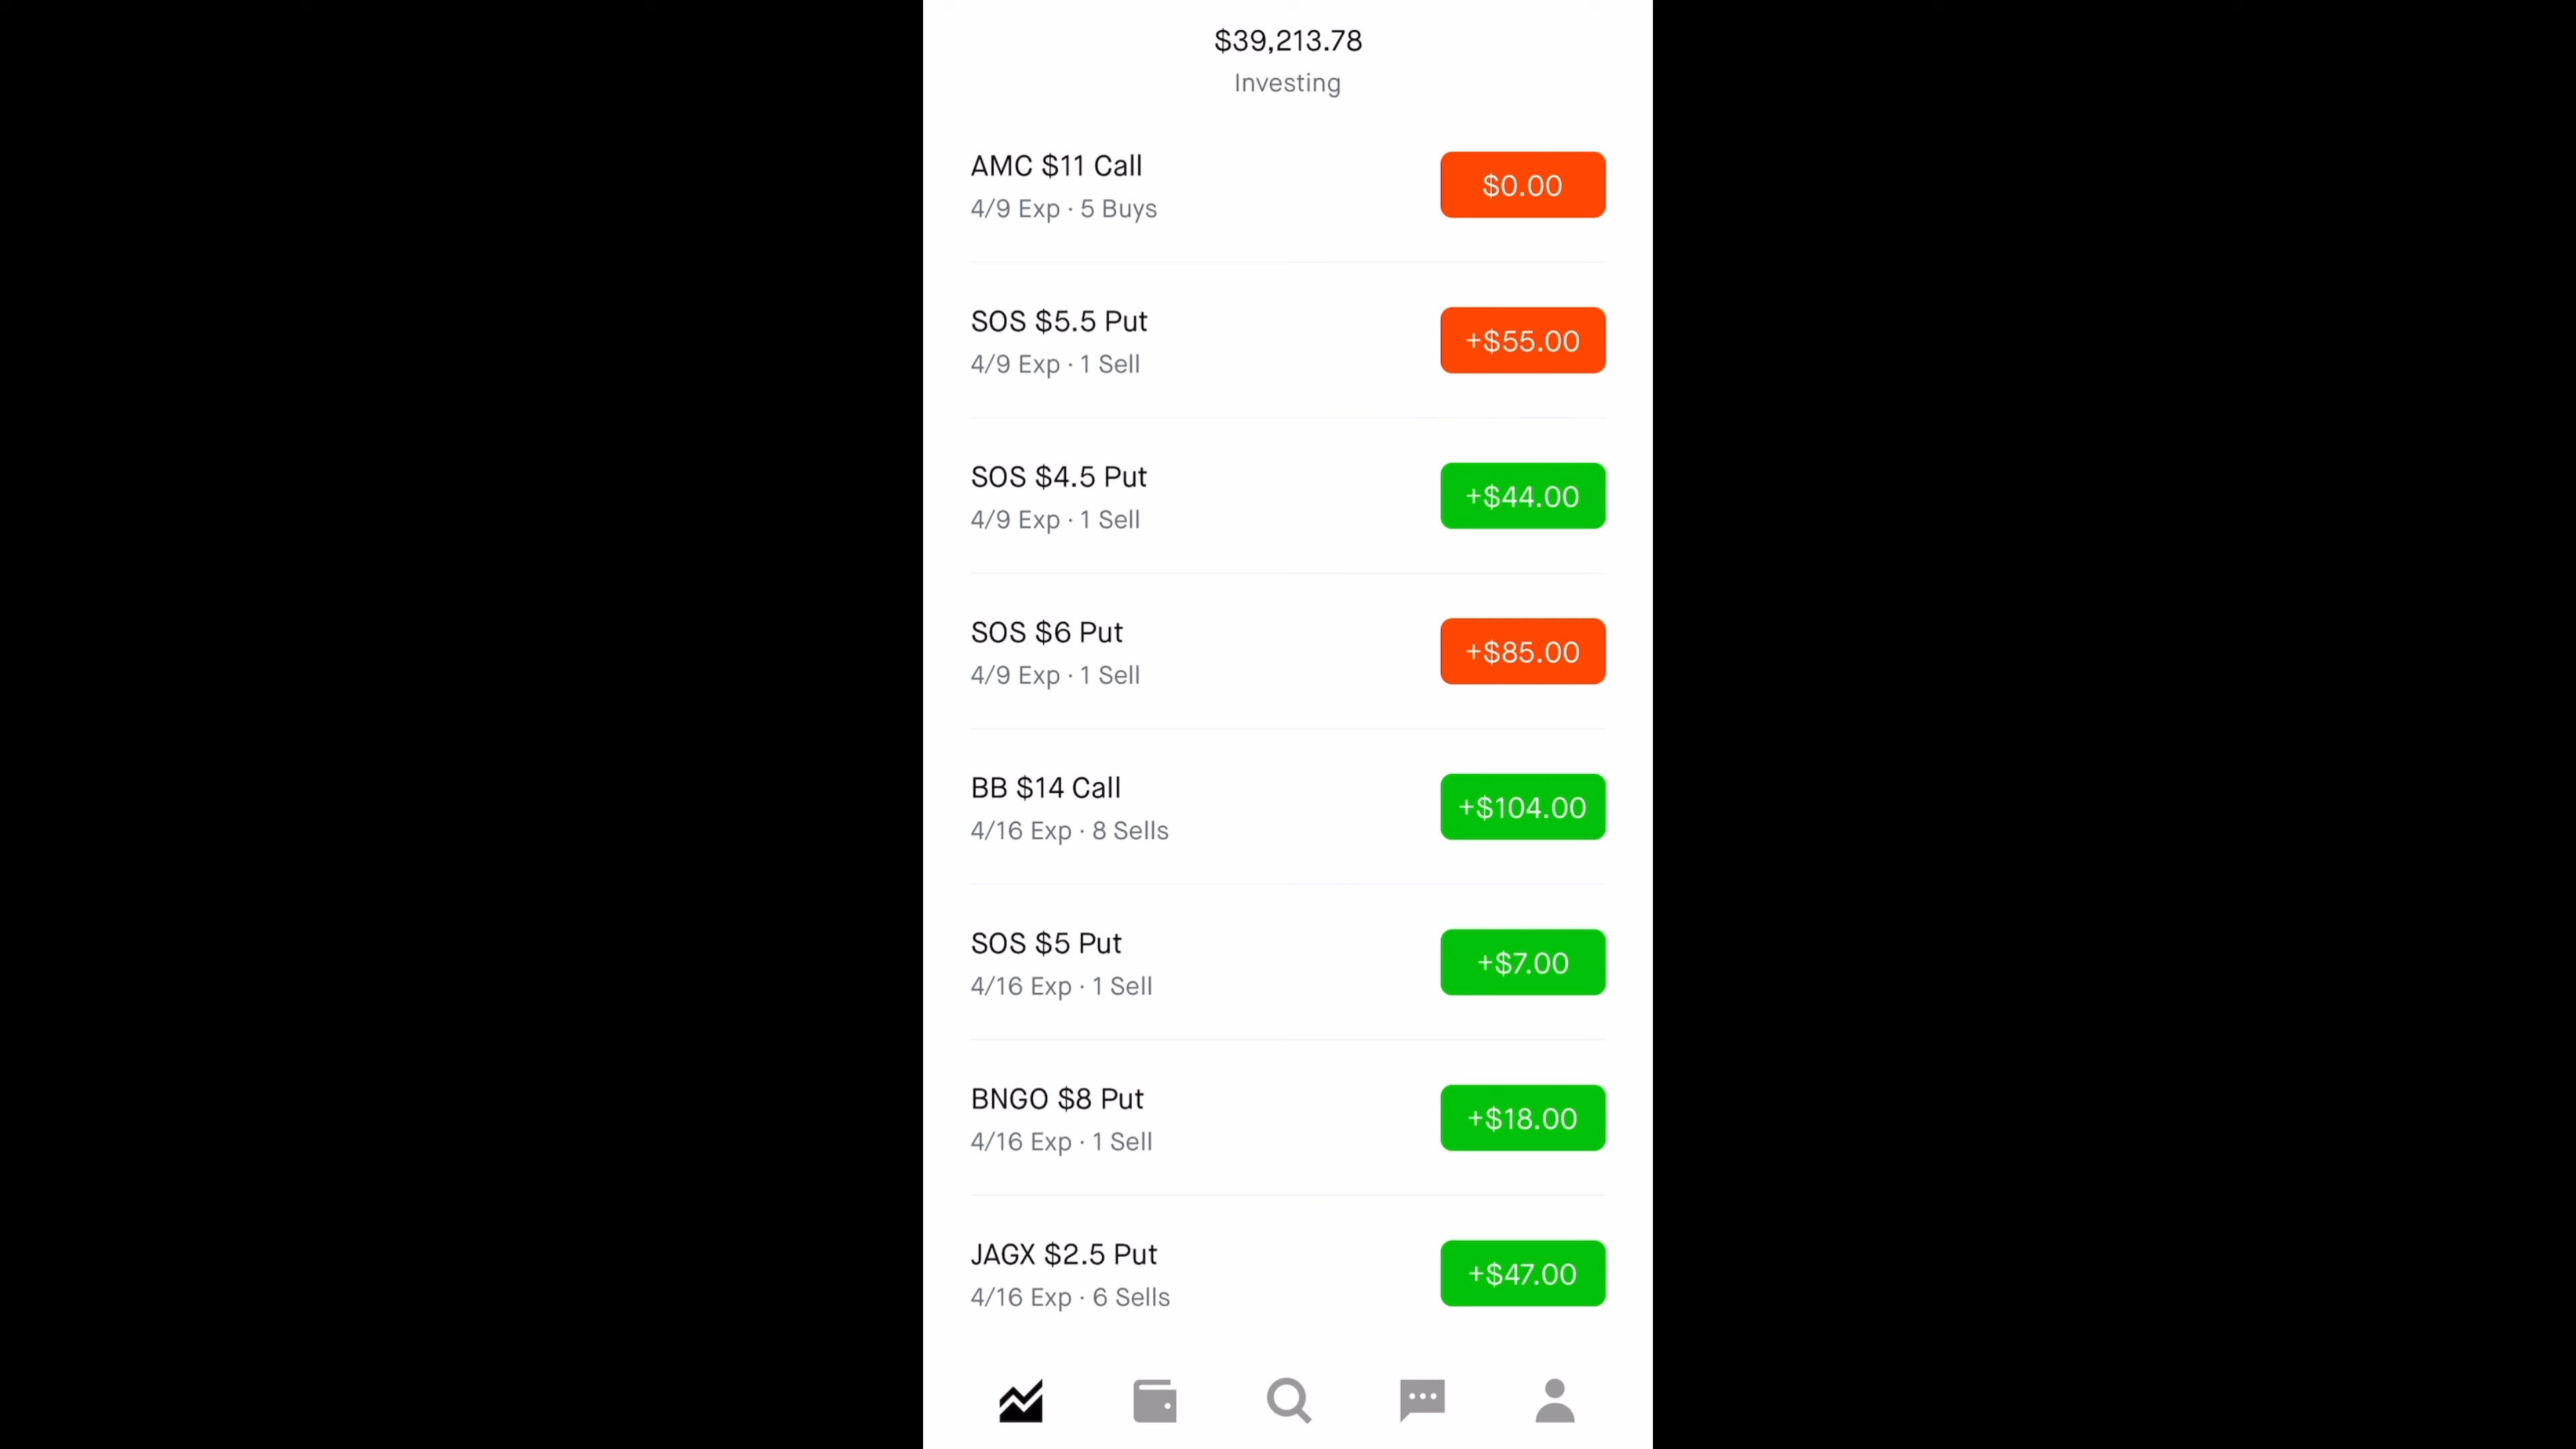 $39,213.78
Investing
AMC $11 Call
$0.00
4/9 Exp · 5 Buys
SOS $5.5 Put
+$55.00
4/9 Exp · 1 Sell
SOS $4.5 Put
+$44.00
4/9 Exp · 1 Sell
SOS $6 Put
+$85.00
4/9 Exp · 1 Sell
BB $14 Call
+$104.00
4/16 Exp · 8 Sells
SOS $5 Put
+$7.00
4/16 Exp · 1 Sell
BNGO $8 Put
+$18.00
4/16 Exp · 1 Sell
JAGX $2.5 Put
+$47.00
4/16 Exp · 6 Sells